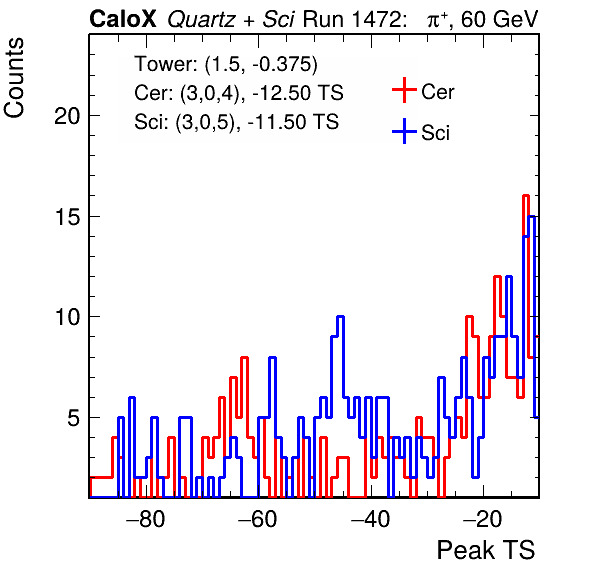 CaloX Quartz + Sci Run 1472: π⁺, 60 GeV
Counts
Tower: (1.5, -0.375)
Cer: (3,0,4), -12.50 TS
Sci: (3,0,5), -11.50 TS
Cer
Sci
20
15
10
5
−80 −60 −40 −20
Peak TS